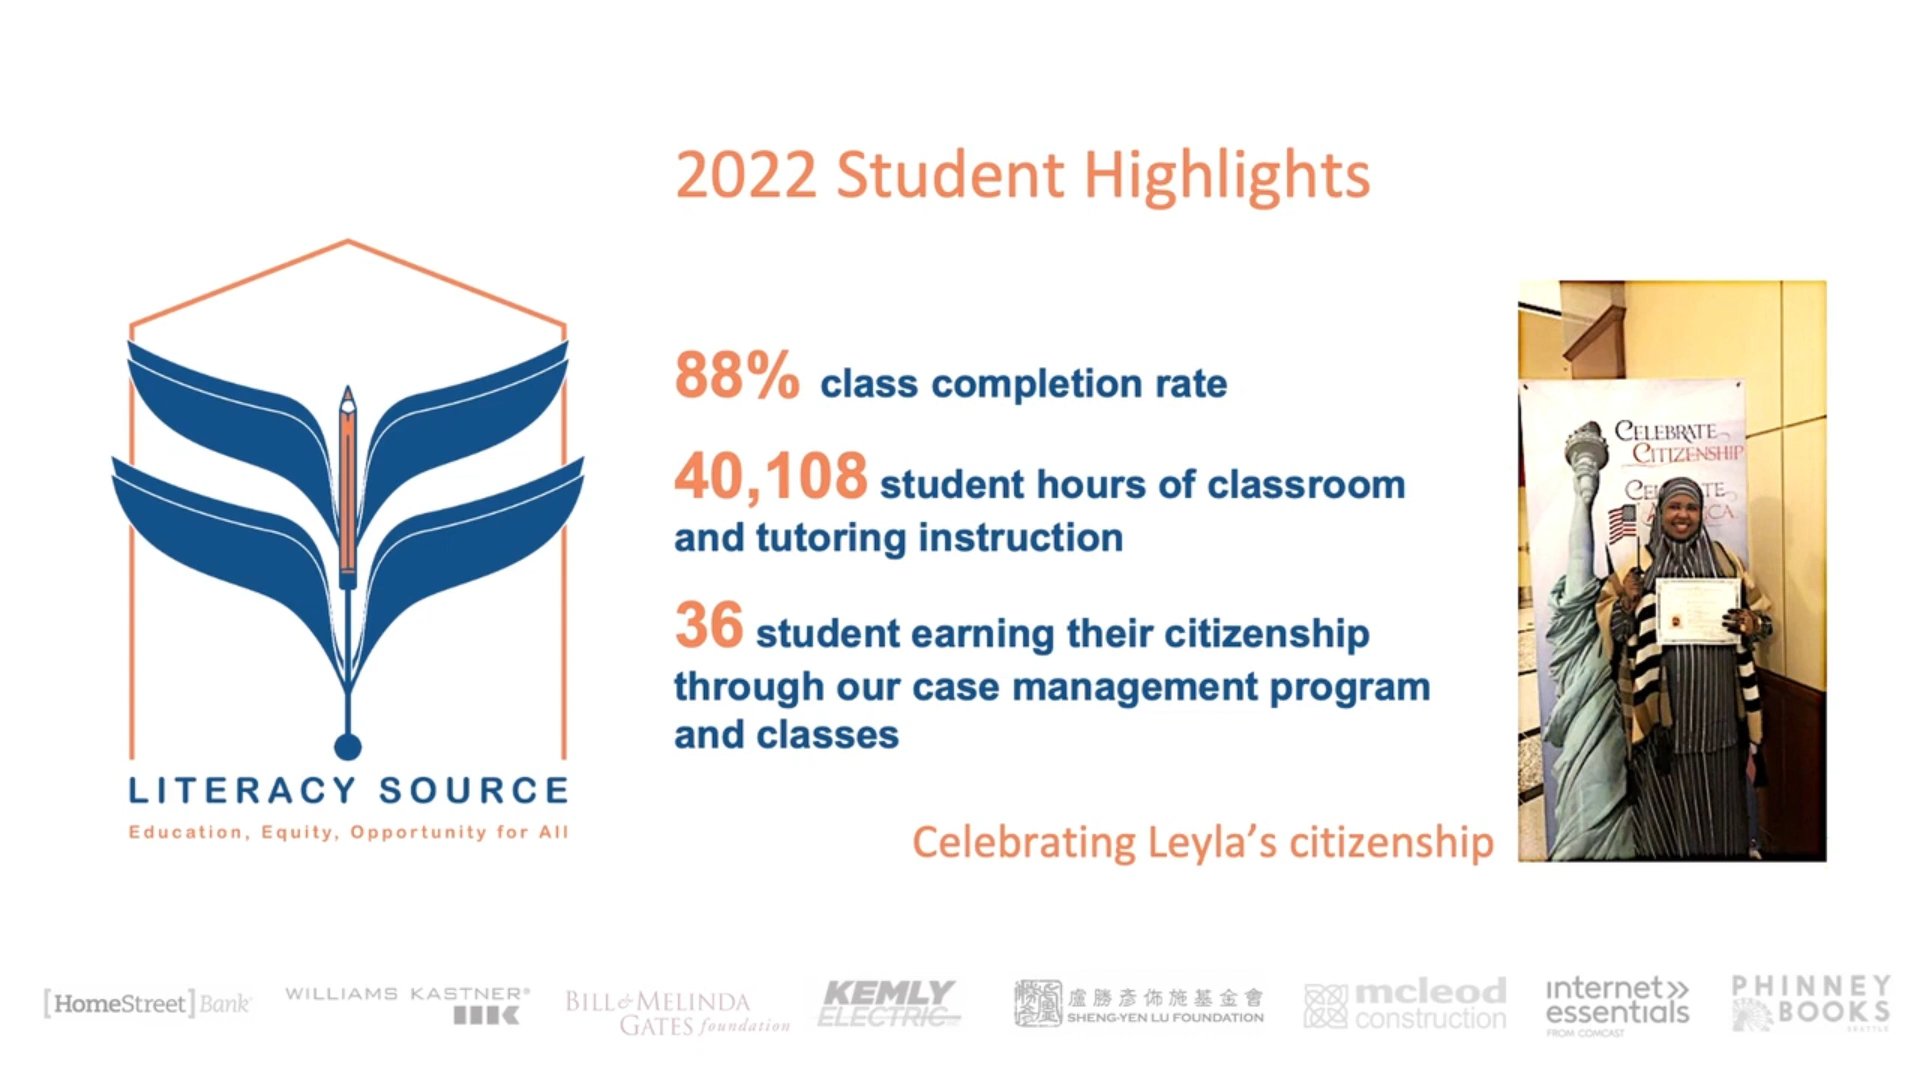 2022 Student Highlights
88% class completion rate
40,108 student hours of classroom
and tutoring instruction
36 student earning their citizenship
through our case management program
and classes
Celebrating Leyla's citizenship
LITERACY SOURCE
Education, Equity, Opportunity for All
CELEBRATE
CITIZENSHIP
[HomeStreet] Bank
WILLIAMS KASTNER®
BILL & MELINDA
GATES foundation
KEMLY
ELECTRIC
盧勝彥佈施基金會
SHENG-YEN LU FOUNDATION
mcleod
construction
internet
essentials
FROM COMCAST
PHINNEY
BOOKS
SEATTLE